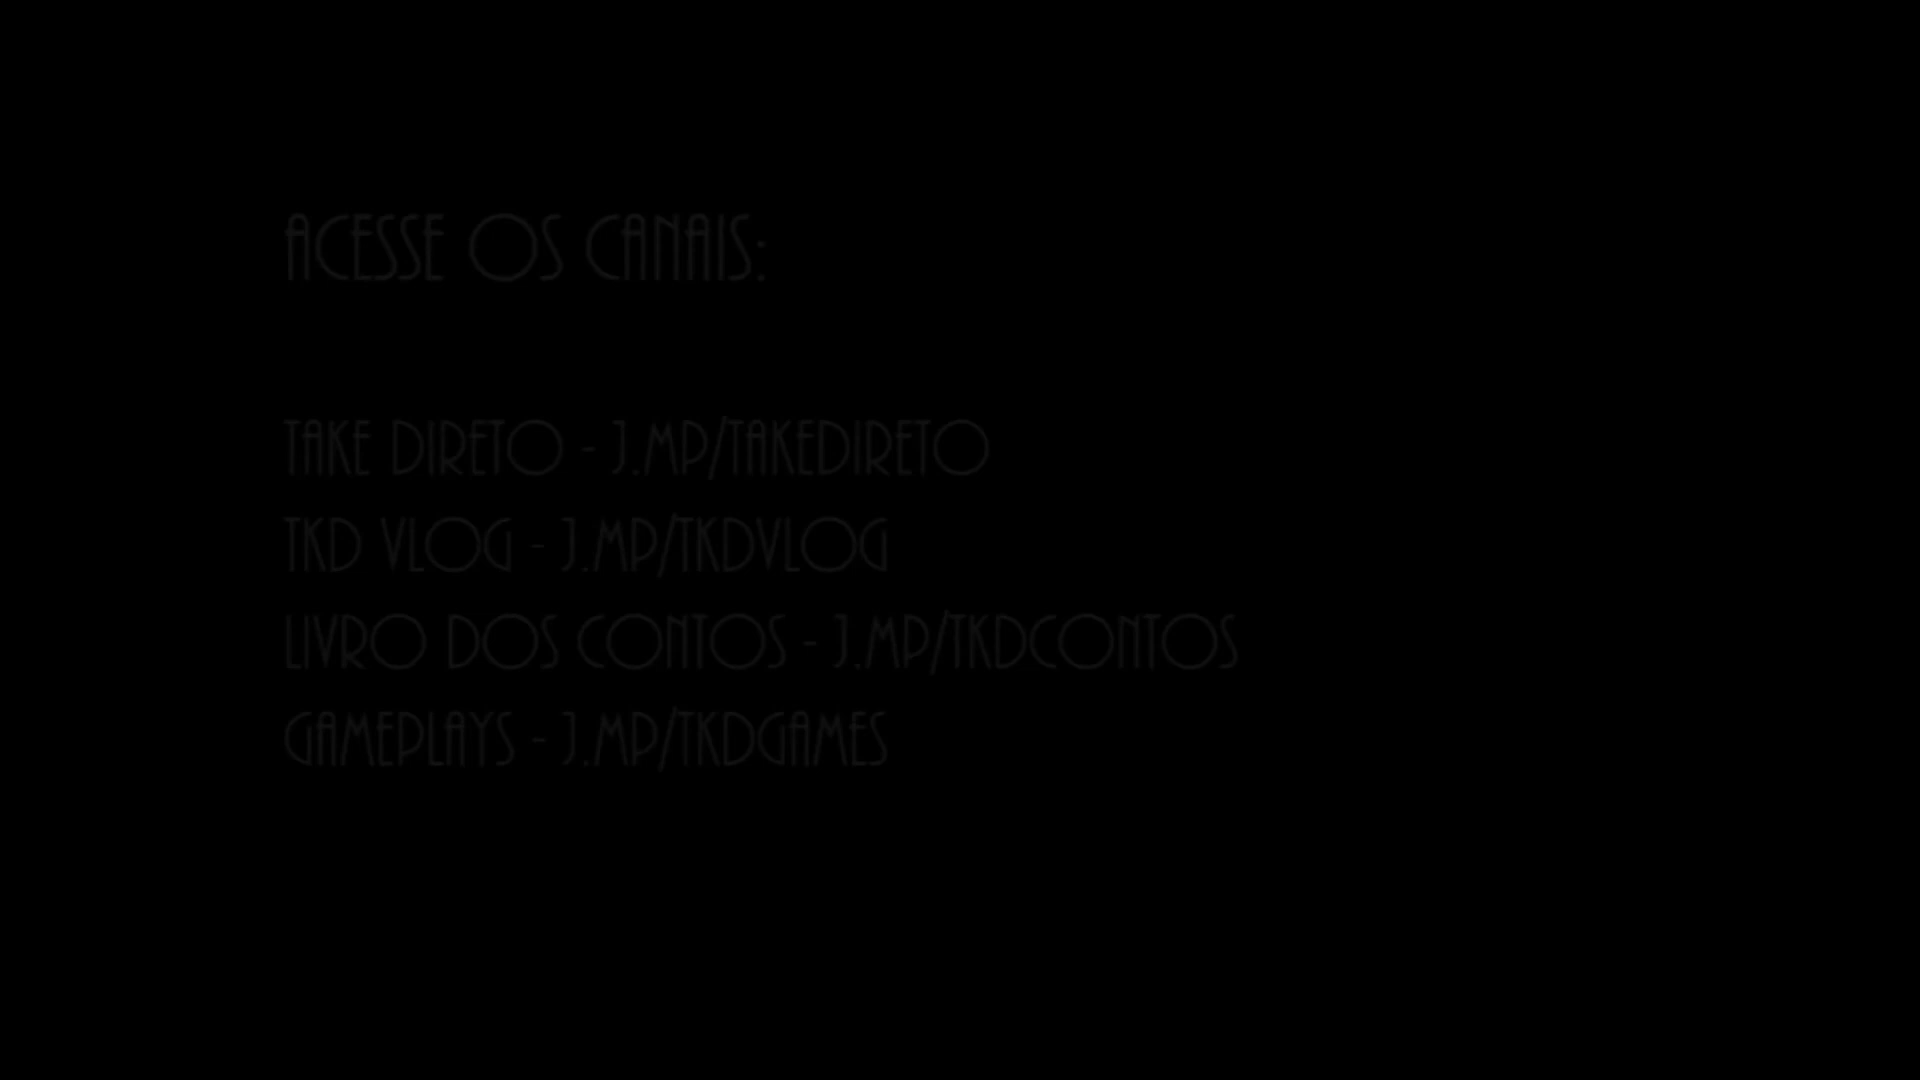 ACESSE OS CANAIS:
TAKE DIRETO - J.MP/TAKEDIRETO
TKD VLOG - J.MP/TKDVLOG
LIVRO DOS CONTOS - J.MP/TKDCONTOS
GAMEPLAYS - J.MP/TKDGAMES